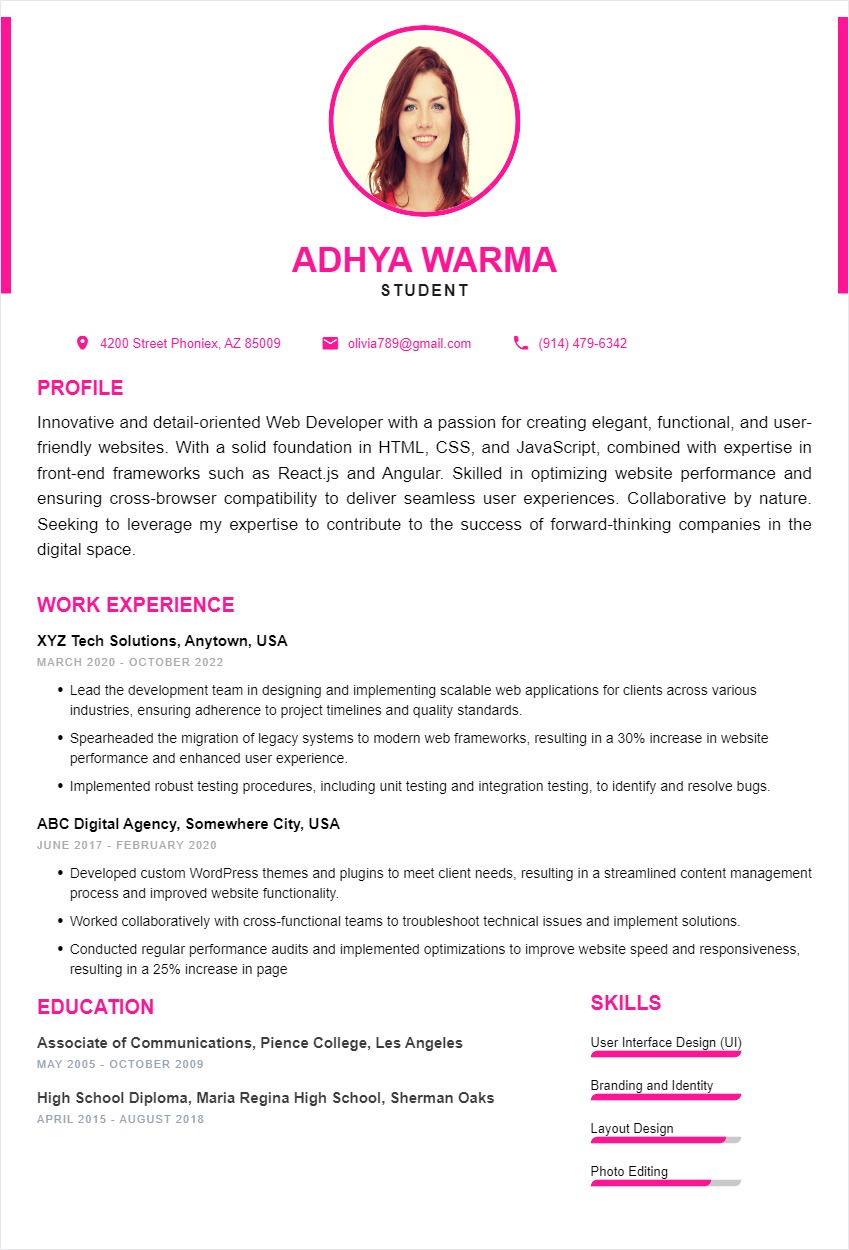 ADHYA WARMA
STUDENT
4200 Street Phoniex, AZ 85009 olivia789@gmail.com (914) 479-6342
PROFILE
Innovative and detail-oriented Web Developer with a passion for creating elegant, functional, and user-
friendly websites. With a solid foundation in HTML, CSS, and JavaScript, combined with expertise in
front-end frameworks such as React.js and Angular. Skilled in optimizing website performance and
ensuring cross-browser compatibility to deliver seamless user experiences. Collaborative by nature.
Seeking to leverage my expertise to contribute to the success of forward-thinking companies in the
digital space.
WORK EXPERIENCE
XYZ Tech Solutions, Anytown, USA
MARCH 2020 - OCTOBER 2022
• Lead the development team in designing and implementing scalable web applications for clients across various
industries, ensuring adherence to project timelines and quality standards.
• Spearheaded the migration of legacy systems to modern web frameworks, resulting in a 30% increase in website
performance and enhanced user experience.
• Implemented robust testing procedures, including unit testing and integration testing, to identify and resolve bugs.
ABC Digital Agency, Somewhere City, USA
JUNE 2017 - FEBRUARY 2020
• Developed custom WordPress themes and plugins to meet client needs, resulting in a streamlined content management
process and improved website functionality.
• Worked collaboratively with cross-functional teams to troubleshoot technical issues and implement solutions.
• Conducted regular performance audits and implemented optimizations to improve website speed and responsiveness,
resulting in a 25% increase in page
EDUCATION
Associate of Communications, Pience College, Les Angeles
MAY 2005 - OCTOBER 2009
High School Diploma, Maria Regina High School, Sherman Oaks
APRIL 2015 - AUGUST 2018
SKILLS
User Interface Design (UI)
Branding and Identity
Layout Design
Photo Editing